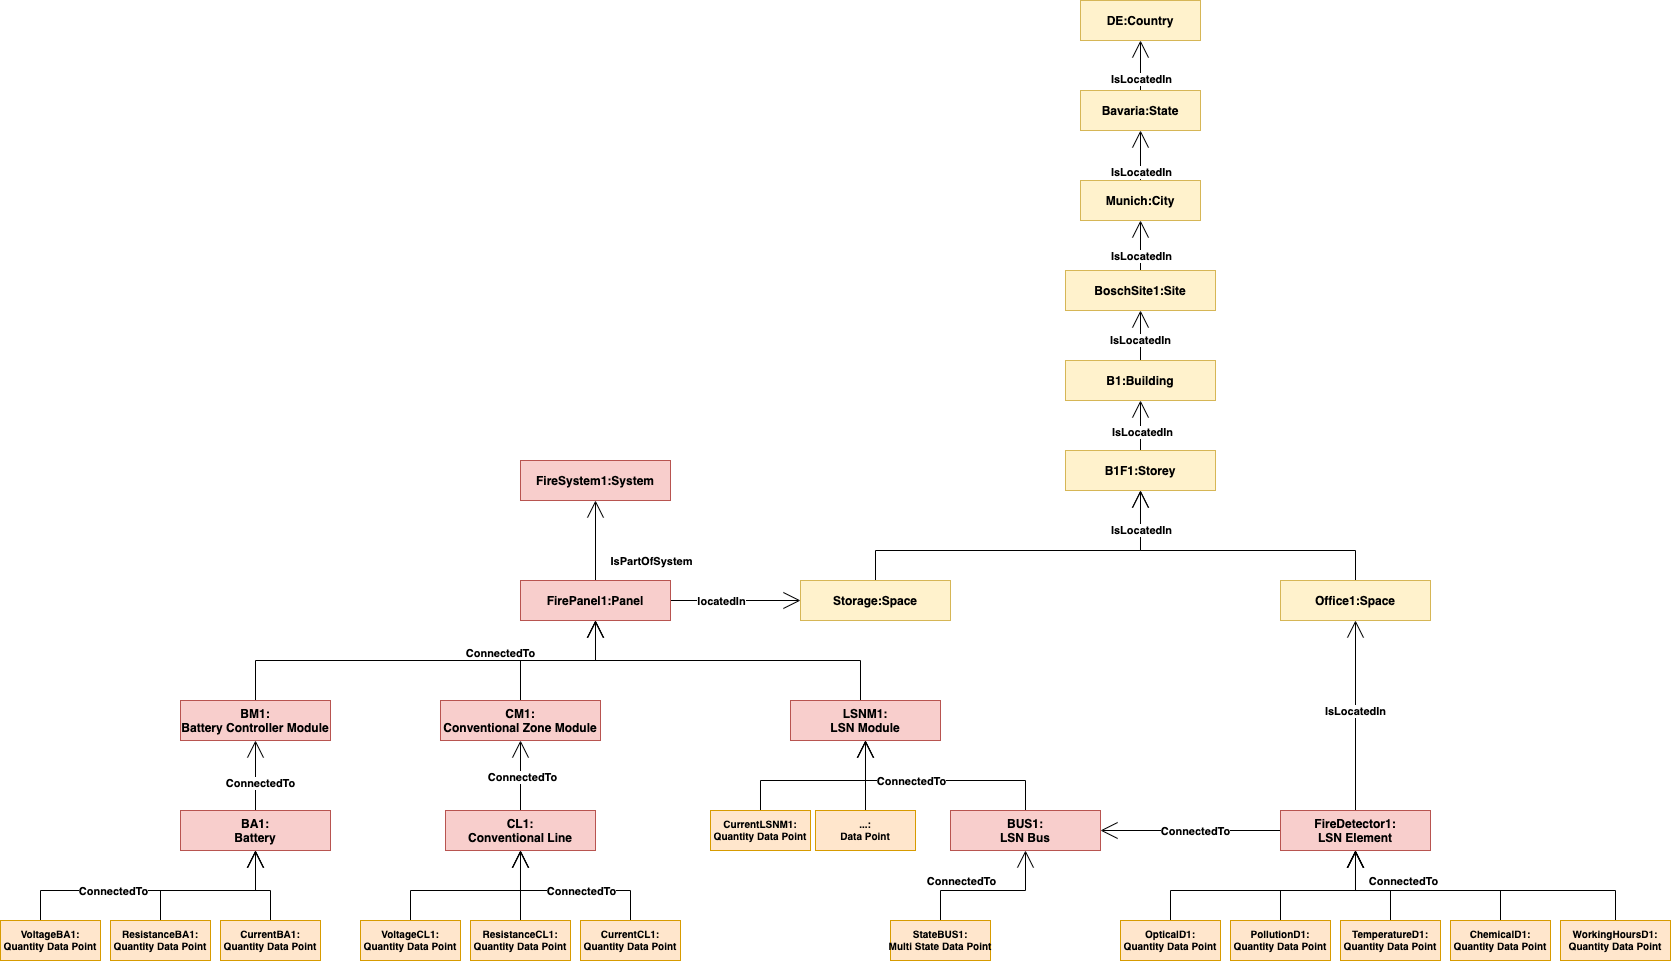 DE:Country
IsLocatedIn
Bavaria:State
IsLocatedIn
Munich:City
IsLocatedIn
BoschSite1:Site
IsLocatedIn
B1:Building
IsLocatedIn
B1F1:Storey
FireSystem1:System
IsLocatedIn
IsPartOfSystem
FirePanel1:Panel
locatedIn
Storage:Space
Office1:Space
ConnectedTo
BM1:
Battery Controller Module
CM1:
Conventional Zone Module
LSNM1:
LSN Module
IsLocatedIn
ConnectedTo
ConnectedTo
ConnectedTo
BA1:
Battery
CL1:
Conventional Line
CurrentLSNM1:
Quantity Data Point
...:
Data Point
BUS1:
LSN Bus
ConnectedTo
FireDetector1:
LSN Element
ConnectedTo
ConnectedTo
ConnectedTo
ConnectedTo
VoltageBA1:
Quantity Data Point
ResistanceBA1:
Quantity Data Point
CurrentBA1:
Quantity Data Point
VoltageCL1:
Quantity Data Point
ResistanceCL1:
Quantity Data Point
CurrentCL1:
Quantity Data Point
StateBUS1:
Multi State Data Point
OpticalD1:
Quantity Data Point
PollutionD1:
Quantity Data Point
TemperatureD1:
Quantity Data Point
ChemicalD1:
Quantity Data Point
WorkingHoursD1:
Quantity Data Point